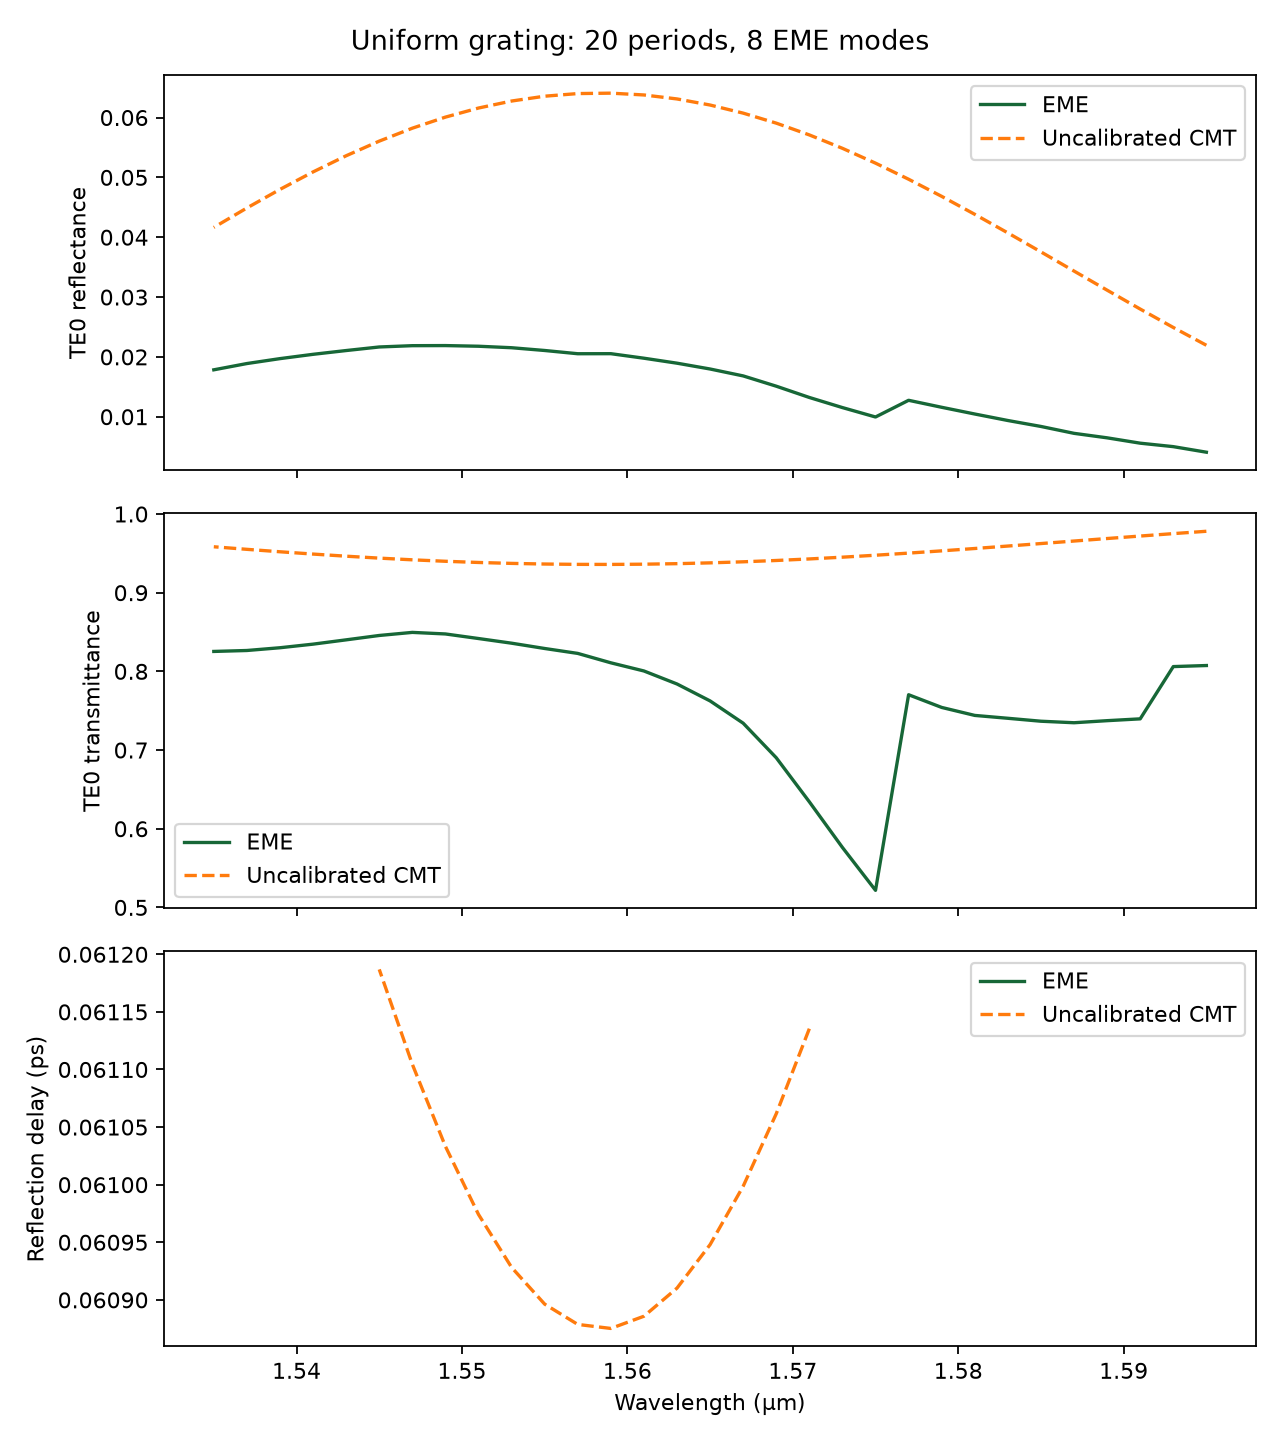 Uniform grating: 20 periods, 8 EME modes
TE0 reflectance
0.06
0.05
0.04
0.03
0.02
0.01
EME
Uncalibrated CMT
TE0 transmittance
1.0
0.9
0.8
0.7
0.6
0.5
EME
Uncalibrated CMT
Reflection delay (ps)
0.06120
0.06115
0.06110
0.06105
0.06100
0.06095
0.06090
EME
Uncalibrated CMT
1.54 1.55 1.56 1.57 1.58 1.59
Wavelength (μm)